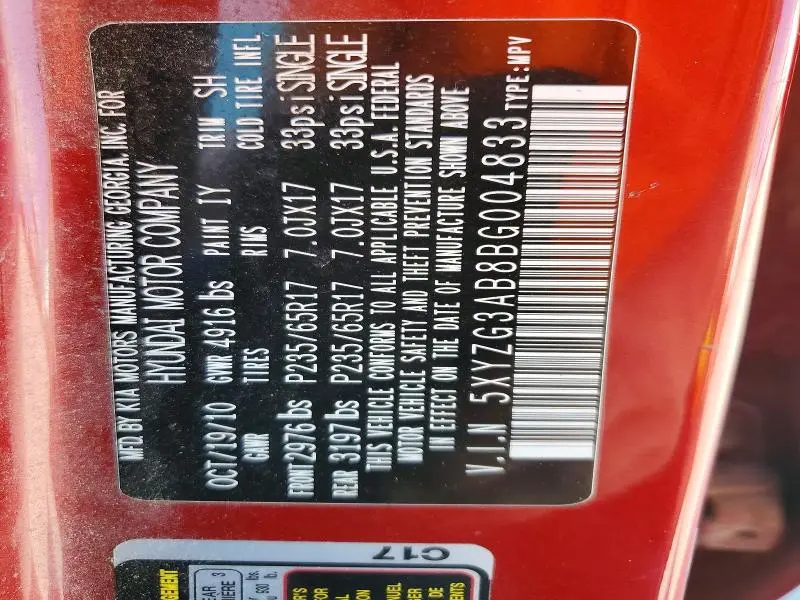 MFD. BY KIA MOTORS MANUFACTURING GEORGIA, INC. FOR
HYUNDAI MOTOR COMPANY
OCT/19/10 GVWR 4916 lbs PAINT IY TRIM SH
GAWR TIRES RIMS COLD TIRE INFL
FRONT 2976 lbs P235/65R17 7.0JX17 33psi SINGLE
REAR 3197 lbs P235/65R17 7.0JX17 33psi SINGLE
THIS VEHICLE CONFORMS TO ALL APPLICABLE U.S.A. FEDERAL
MOTOR VEHICLE SAFETY AND THEFT PREVENTION STANDARDS
IN EFFECT ON THE DATE OF MANUFACTURE SHOWN ABOVE
V.I.N 5XYZG3AB8BG004833 TYPE:MPV
C17